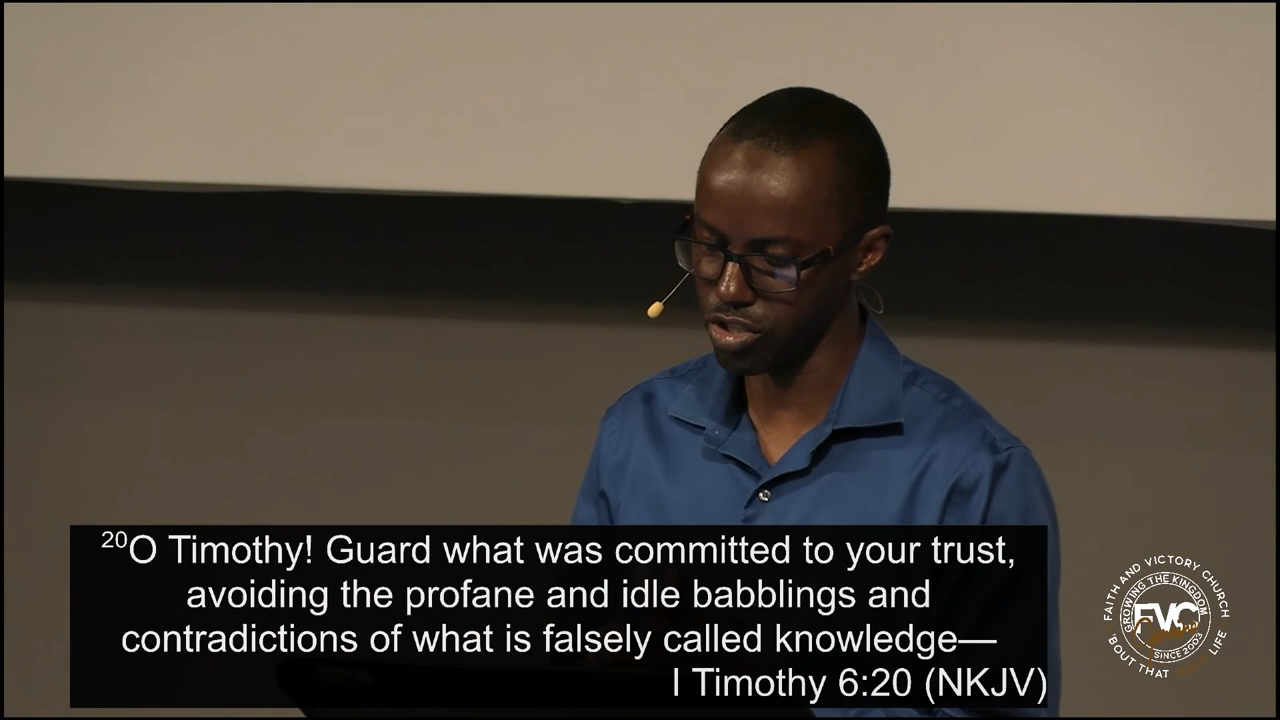 ²⁰O Timothy! Guard what was committed to your trust,
avoiding the profane and idle babblings and
contradictions of what is falsely called knowledge—
I Timothy 6:20 (NKJV)
FAITH AND VICTORY CHURCH
GROWING THE KINGDOM
FVC
SINCE 2003
'BOUT THAT
LIFE